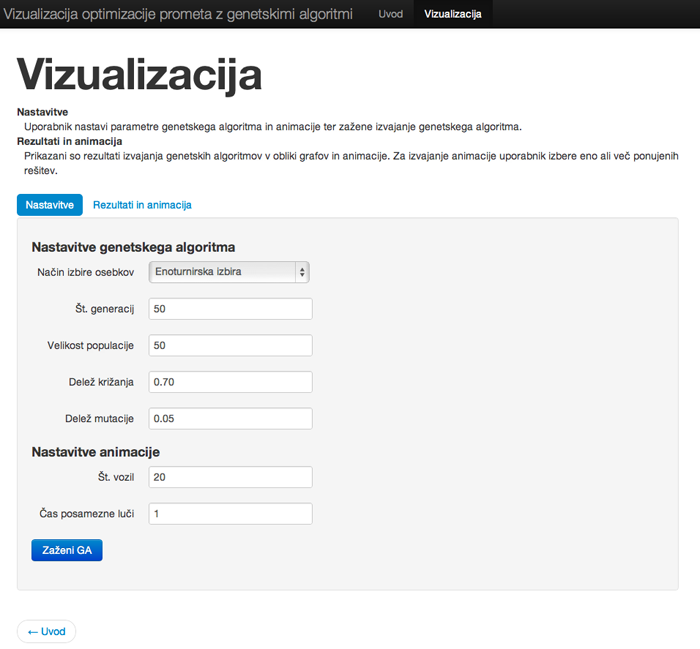 Vizualizacija optimizacije prometa z genetskimi algoritmi Uvod Vizualizacija
Vizualizacija
Nastavitve
Uporabnik nastavi parametre genetskega algoritma in animacije ter zažene izvajanje genetskega algoritma.
Rezultati in animacija
Prikazani so rezultati izvajanja genetskih algoritmov v obliki grafov in animacije. Za izvajanje animacije uporabnik izbere eno ali več ponujenih
rešitev.
Nastavitve Rezultati in animacija
Nastavitve genetskega algoritma
Način izbire osebkov Enoturnirska izbira
Št. generacij 50
Velikost populacije 50
Delež križanja 0.70
Delež mutacije 0.05
Nastavitve animacije
Št. vozil 20
Čas posamezne luči 1
Zaženi GA
← Uvod